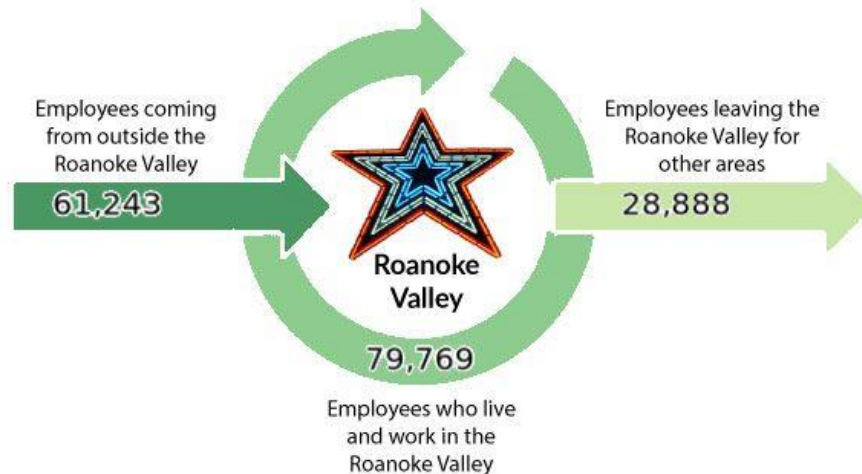 Employees coming
from outside the
Roanoke Valley
61,243
Employees leaving the
Roanoke Valley for
other areas
28,888
Roanoke
Valley
79,769
Employees who live
and work in the
Roanoke Valley